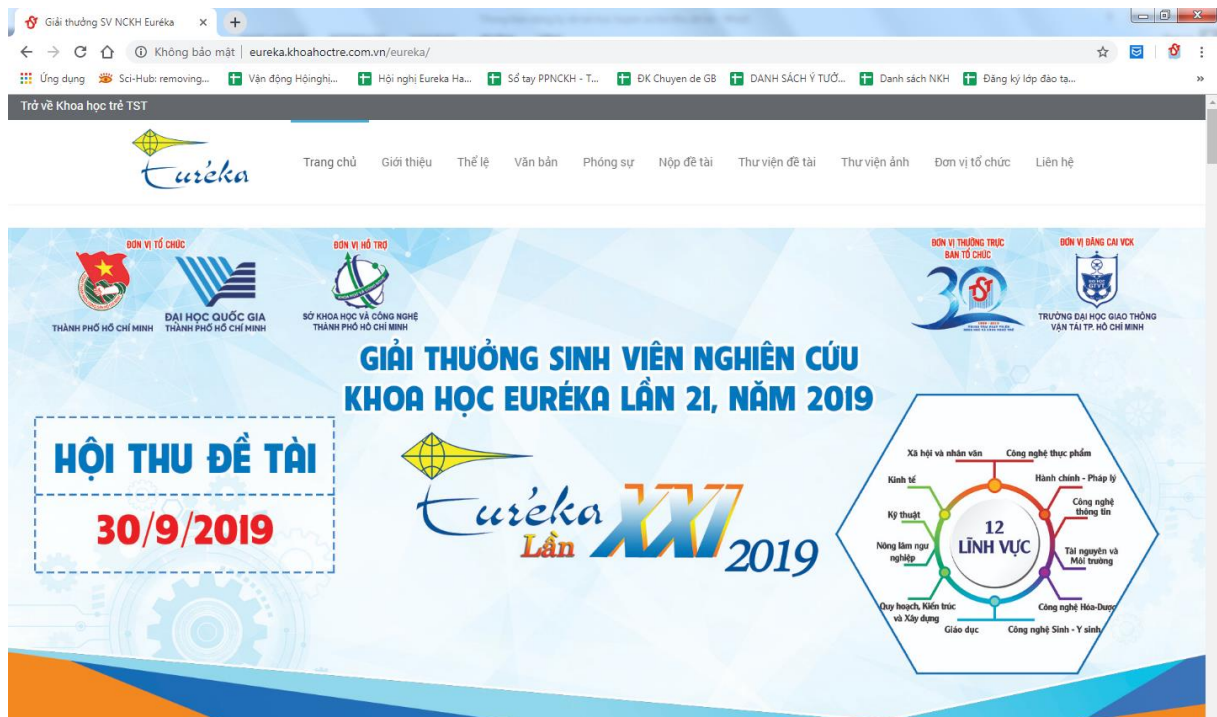 Giải thưởng SV NCKH Euréka
Không bảo mật | eureka.khoahoctre.com.vn/eureka/
Ứng dụng Sci-Hub: removing... Vận động Hộinghị... Hội nghị Eureka Ha... Sổ tay PPNCKH - T... ĐK Chuyen de GB DANH SÁCH Ý TƯỞ... Danh sách NKH Đăng ký lớp đào tạ... »
Trở về Khoa học trẻ TST
Euréka
Trang chủ Giới thiệu Thể lệ Văn bản Phóng sự Nộp đề tài Thư viện đề tài Thư viện ảnh Đơn vị tổ chức Liên hệ
ĐƠN VỊ TỔ CHỨC
THÀNH PHỐ HỒ CHÍ MINH
ĐẠI HỌC QUỐC GIA
THÀNH PHỐ HỒ CHÍ MINH
ĐƠN VỊ HỖ TRỢ
SỞ KHOA HỌC VÀ CÔNG NGHỆ
THÀNH PHỐ HỒ CHÍ MINH
ĐƠN VỊ THƯỜNG TRỰC
BAN TỔ CHỨC
30
TST
ĐƠN VỊ ĐĂNG CAI VCK
GTVT
TRƯỜNG ĐẠI HỌC GIAO THÔNG
VẬN TẢI TP. HỒ CHÍ MINH
GIẢI THƯỞNG SINH VIÊN NGHIÊN CỨU
KHOA HỌC EURÉKA LẦN 21, NĂM 2019
HỘI THU ĐỀ TÀI
30/9/2019
Euréka
Lần XXI 2019
Xã hội và nhân văn
Công nghệ thực phẩm
Kinh tế
Hành chính - Pháp lý
Kỹ thuật
Công nghệ
thông tin
12
LĨNH VỰC
Nông lâm ngư
nghiệp
Tài nguyên và
Môi trường
Quy hoạch, Kiến trúc
và Xây dựng
Công nghệ Hóa-Dược
Giáo dục
Công nghệ Sinh - Y sinh